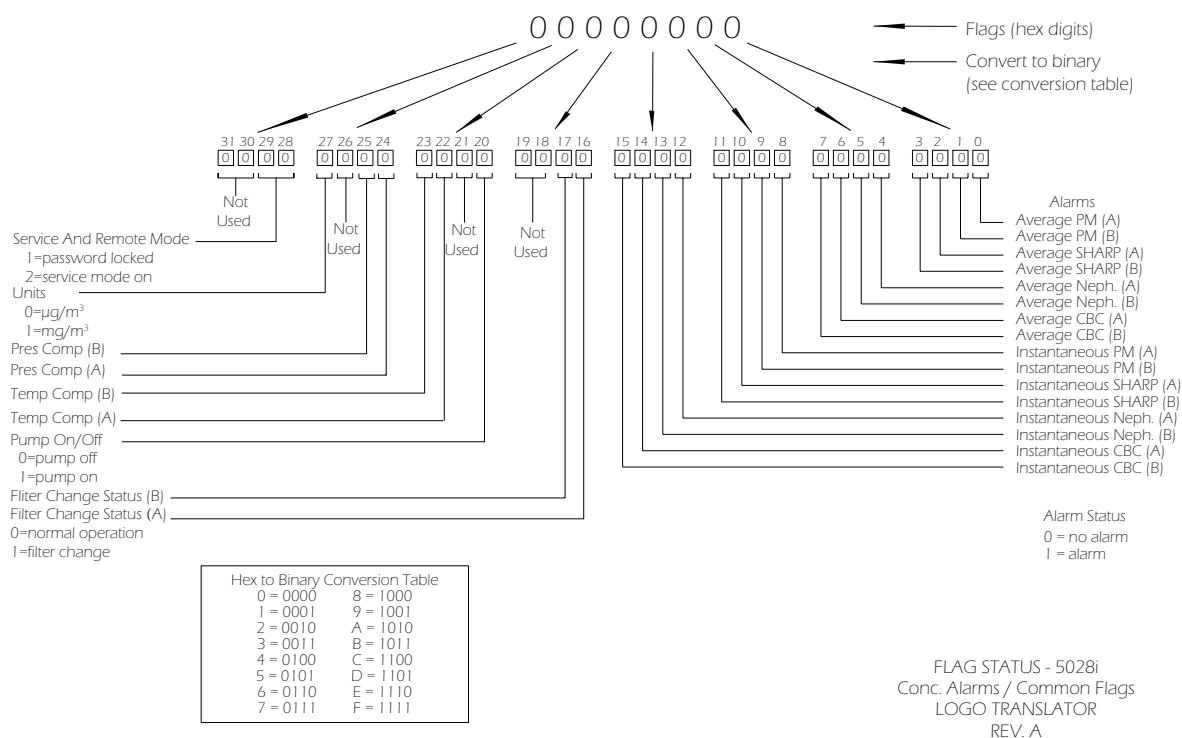 0 0 0 0 0 0 0 0
Flags (hex digits)
Convert to binary
(see conversion table)
31 30 29 28 27 26 25 24 23 22 21 20 19 18 17 16 15 14 13 12 11 10 9 8 7 6 5 4 3 2 1 0
0 0 0 0 0 0 0 0 0 0 0 0 0 0 0 0 0 0 0 0 0 0 0 0 0 0 0 0 0 0 0 0
Not
Used
Not
Used
Not
Used
Not
Used
Service And Remote Mode
1=password locked
2=service mode on
Units
0=µg/m³
1=mg/m³
Pres Comp (B)
Pres Comp (A)
Temp Comp (B)
Temp Comp (A)
Pump On/Off
0=pump off
1=pump on
Fliter Change Status (B)
Filter Change Status (A)
0=normal operation
1=filter change
Alarms
Average PM (A)
Average PM (B)
Average SHARP (A)
Average SHARP (B)
Average Neph. (A)
Average Neph. (B)
Average CBC (A)
Average CBC (B)
Instantaneous PM (A)
Instantaneous PM (B)
Instantaneous SHARP (A)
Instantaneous SHARP (B)
Instantaneous Neph. (A)
Instantaneous Neph. (B)
Instantaneous CBC (A)
Instantaneous CBC (B)
Alarm Status
0 = no alarm
1 = alarm
Hex to Binary Conversion Table
0 = 0000 8 = 1000
1 = 0001 9 = 1001
2 = 0010 A = 1010
3 = 0011 B = 1011
4 = 0100 C = 1100
5 = 0101 D = 1101
6 = 0110 E = 1110
7 = 0111 F = 1111
FLAG STATUS - 5028i
Conc. Alarms / Common Flags
LOGO TRANSLATOR
REV. A